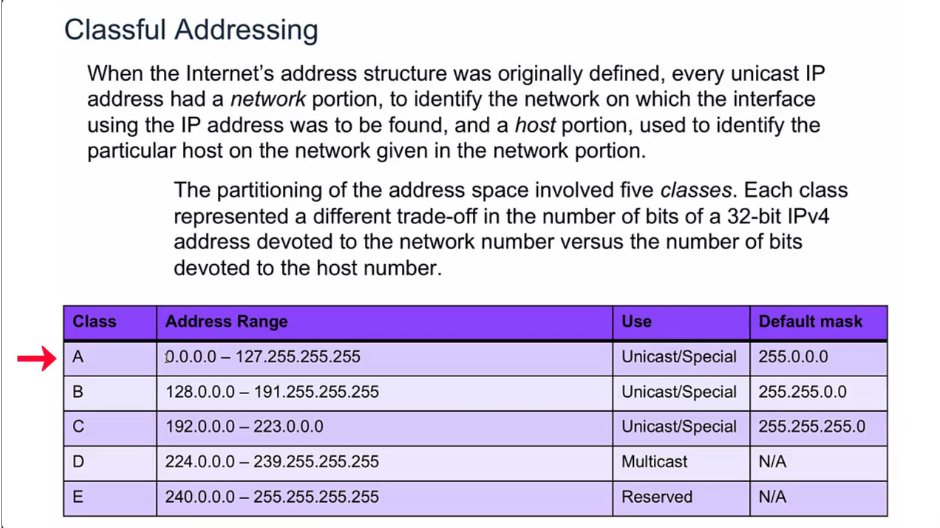 Classful Addressing
When the Internet's address structure was originally defined, every unicast IP
address had a network portion, to identify the network on which the interface
using the IP address was to be found, and a host portion, used to identify the
particular host on the network given in the network portion.
The partitioning of the address space involved five classes. Each class
represented a different trade-off in the number of bits of a 32-bit IPv4
address devoted to the network number versus the number of bits
devoted to the host number.
Class Address Range Use Default mask
A 0.0.0.0 – 127.255.255.255 Unicast/Special 255.0.0.0
B 128.0.0.0 – 191.255.255.255 Unicast/Special 255.255.0.0
C 192.0.0.0 – 223.0.0.0 Unicast/Special 255.255.255.0
D 224.0.0.0 – 239.255.255.255 Multicast N/A
E 240.0.0.0 – 255.255.255.255 Reserved N/A